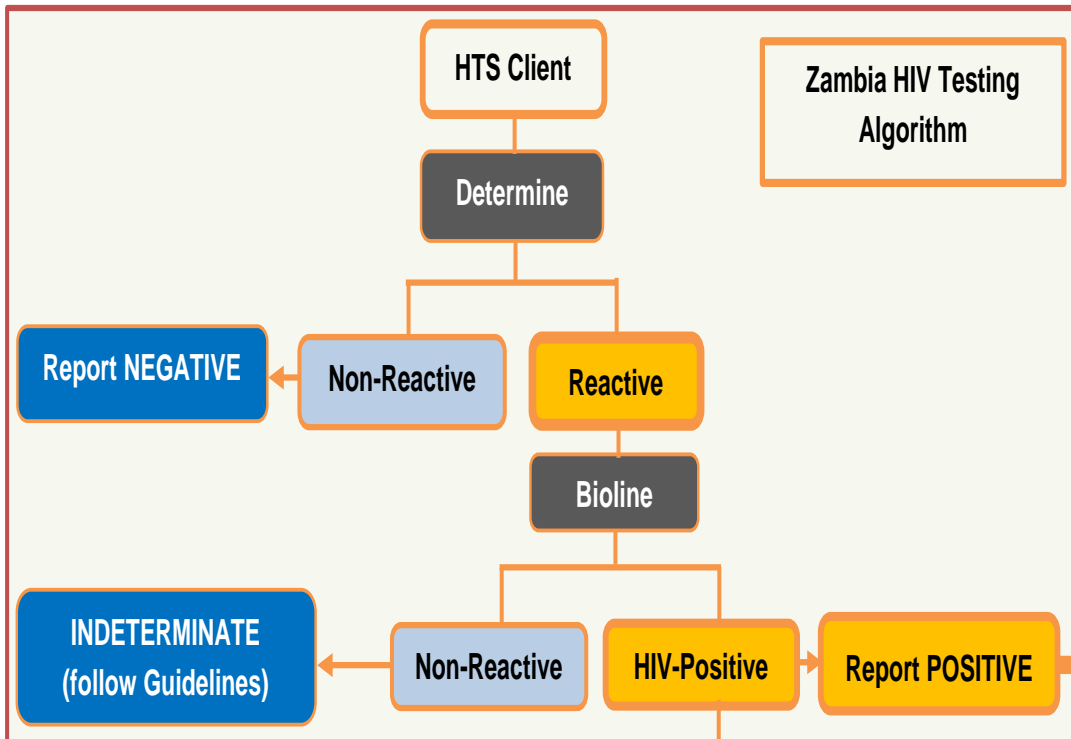 HTS Client
Zambia HIV Testing
Algorithm
Determine
Report NEGATIVE
Non-Reactive
Reactive
Bioline
INDETERMINATE
(follow Guidelines)
Non-Reactive
HIV-Positive
Report POSITIVE